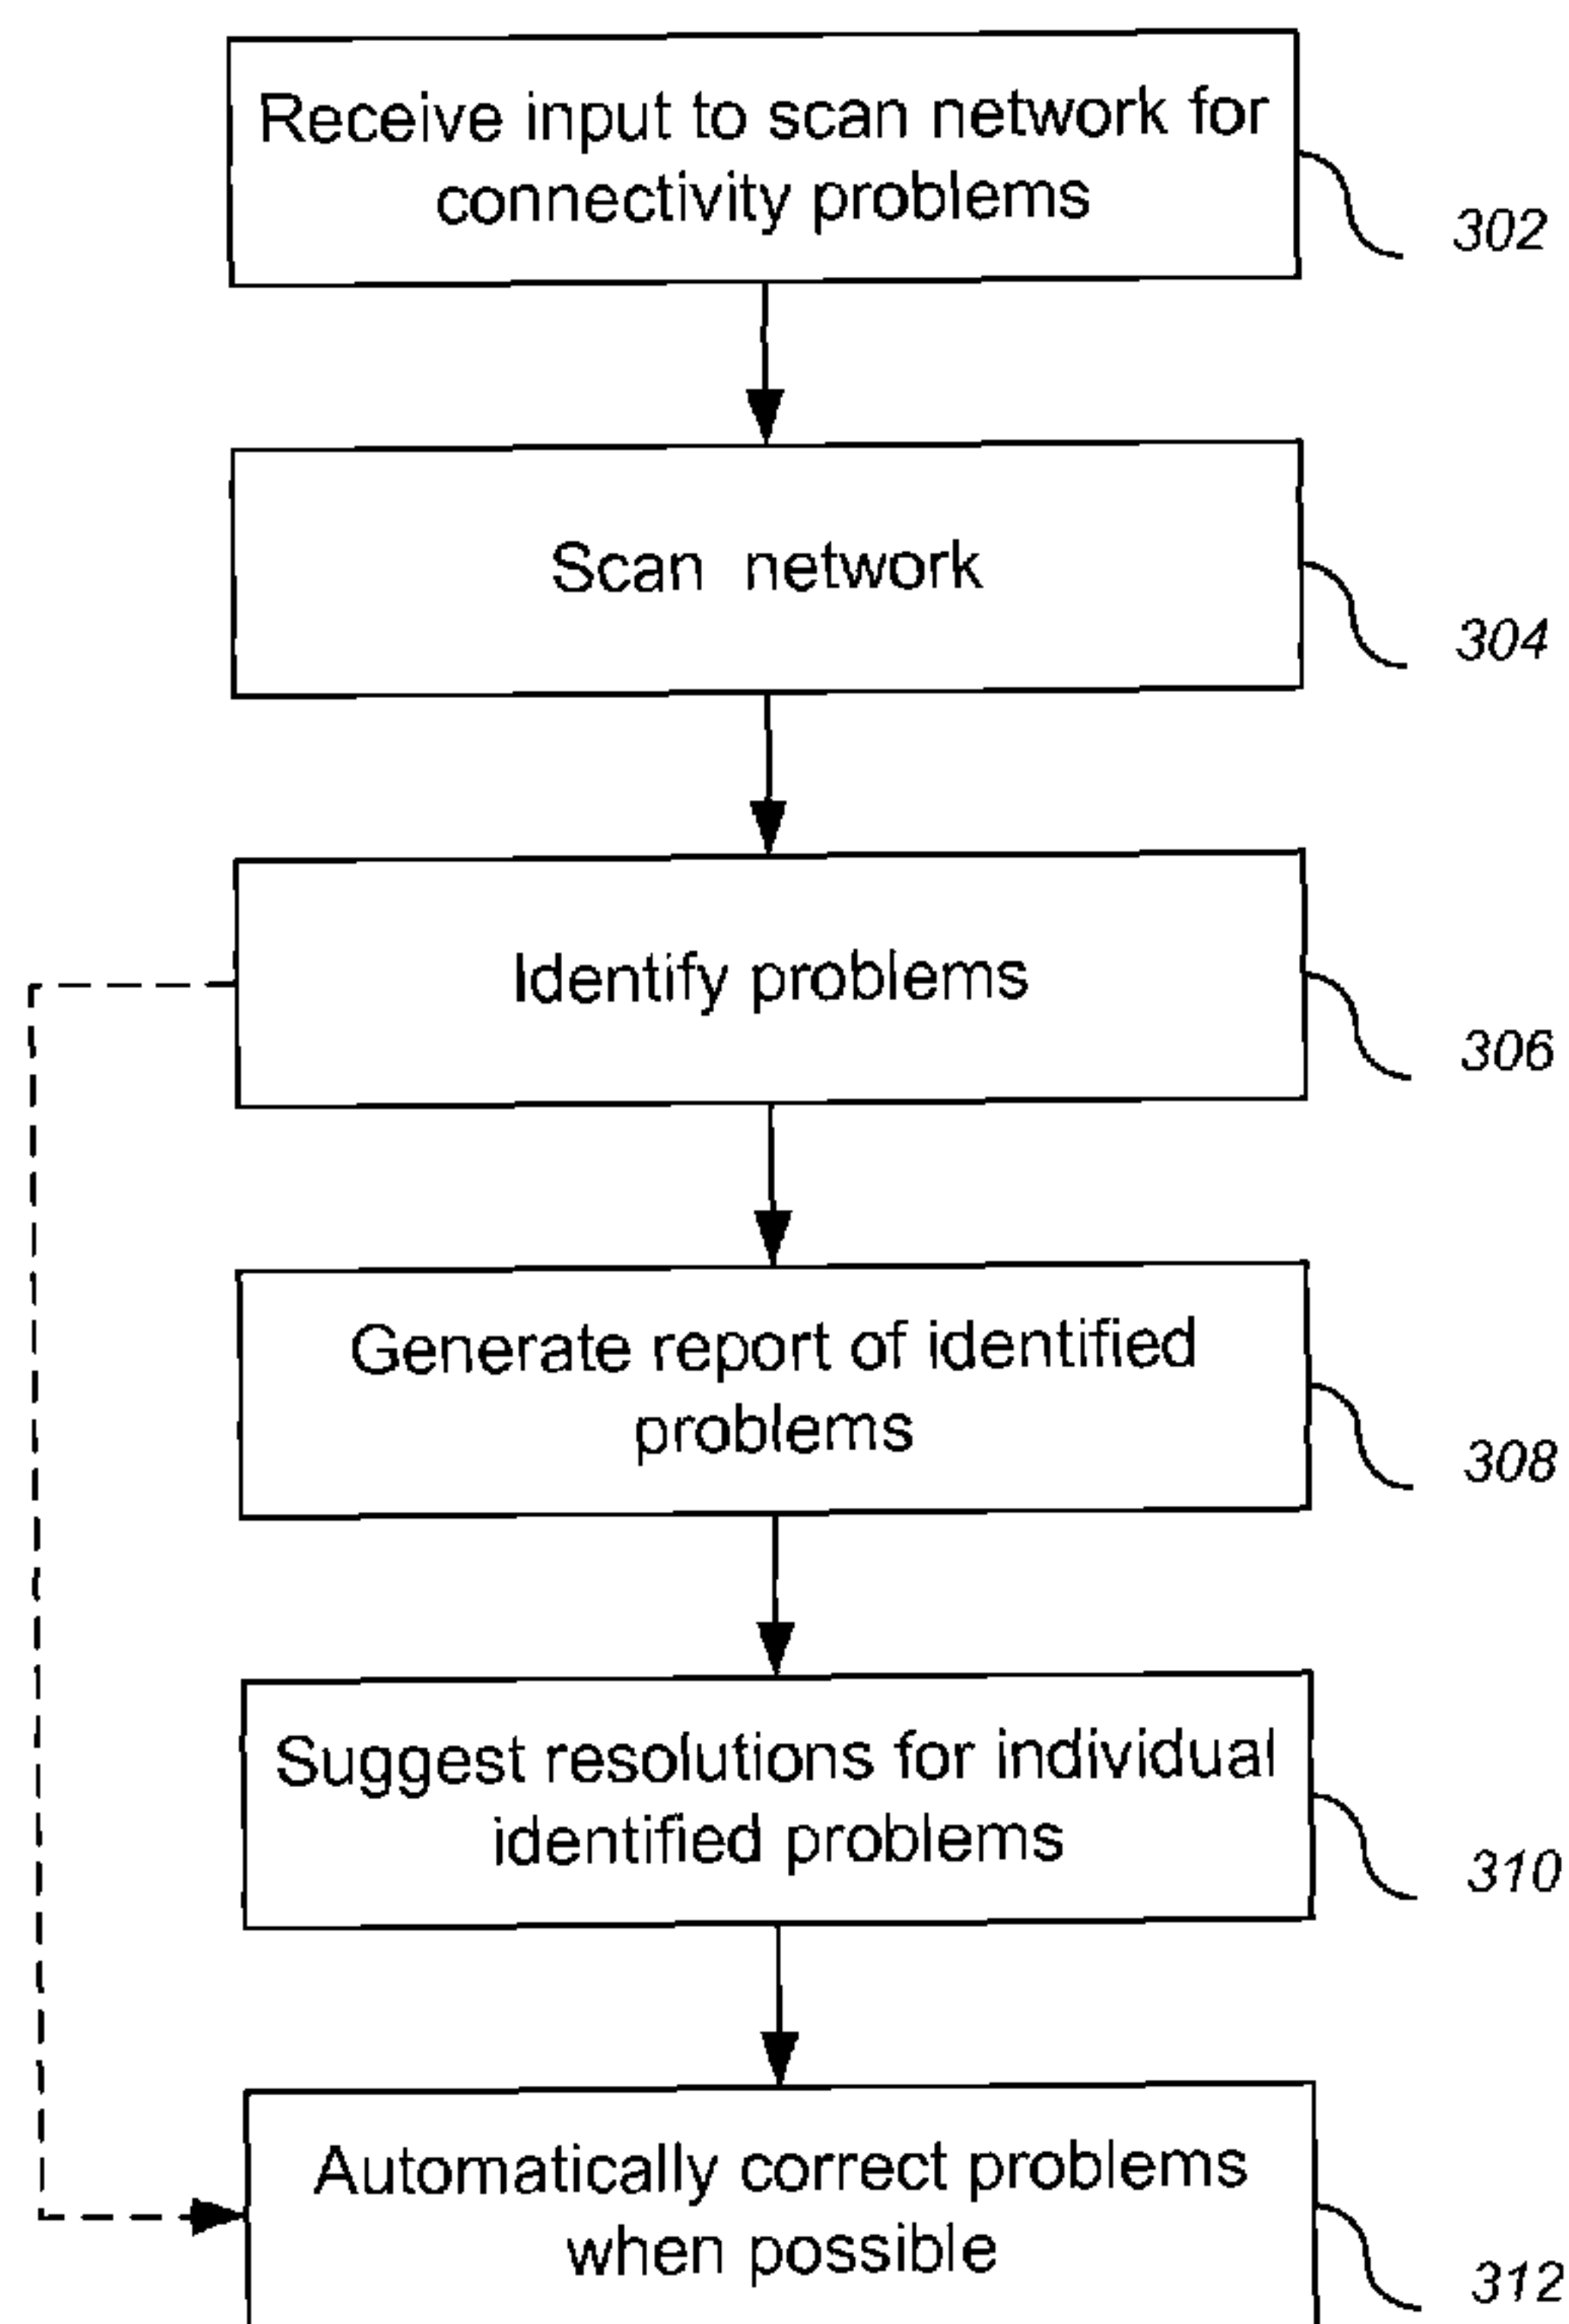 Receive input to scan network for
connectivity problems
302
Scan network
304
Identify problems
306
Generate report of identified
problems
308
Suggest resolutions for individual
identified problems
310
Automatically correct problems
when possible
312